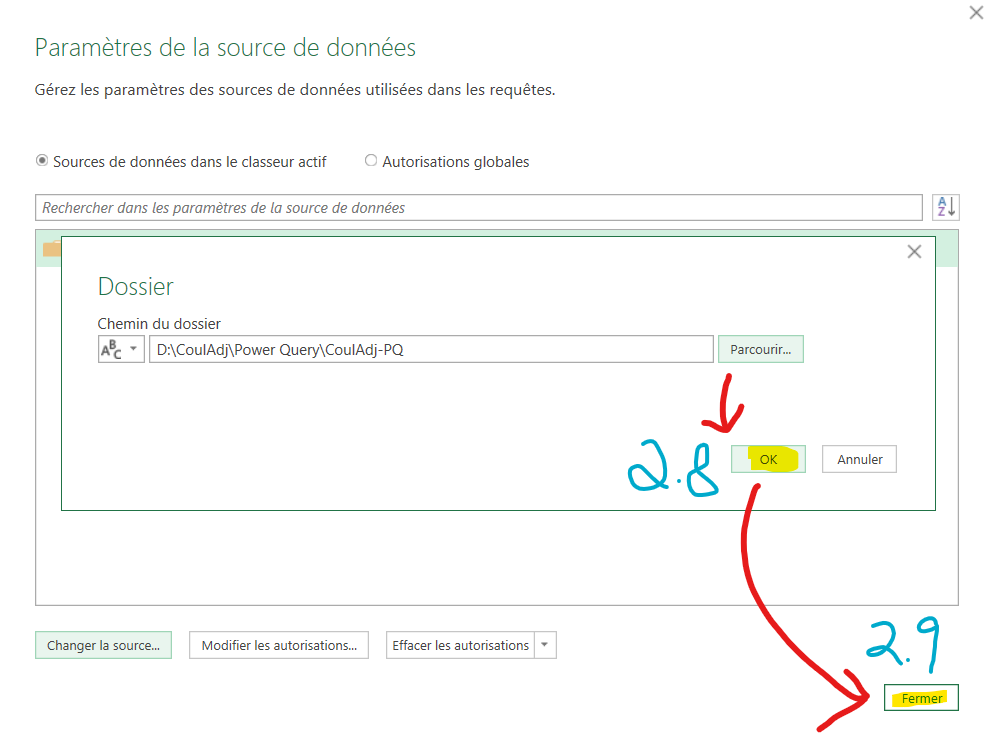 Paramètres de la source de données
Gérez les paramètres des sources de données utilisées dans les requêtes.
Sources de données dans le classeur actif Autorisations globales
Rechercher dans les paramètres de la source de données
A
Z
Dossier
Chemin du dossier
ABC D:\CoulAdj\Power Query\CoulAdj-PQ Parcourir...
2.8 OK Annuler
Changer la source... Modifier les autorisations... Effacer les autorisations
2.9
Fermer